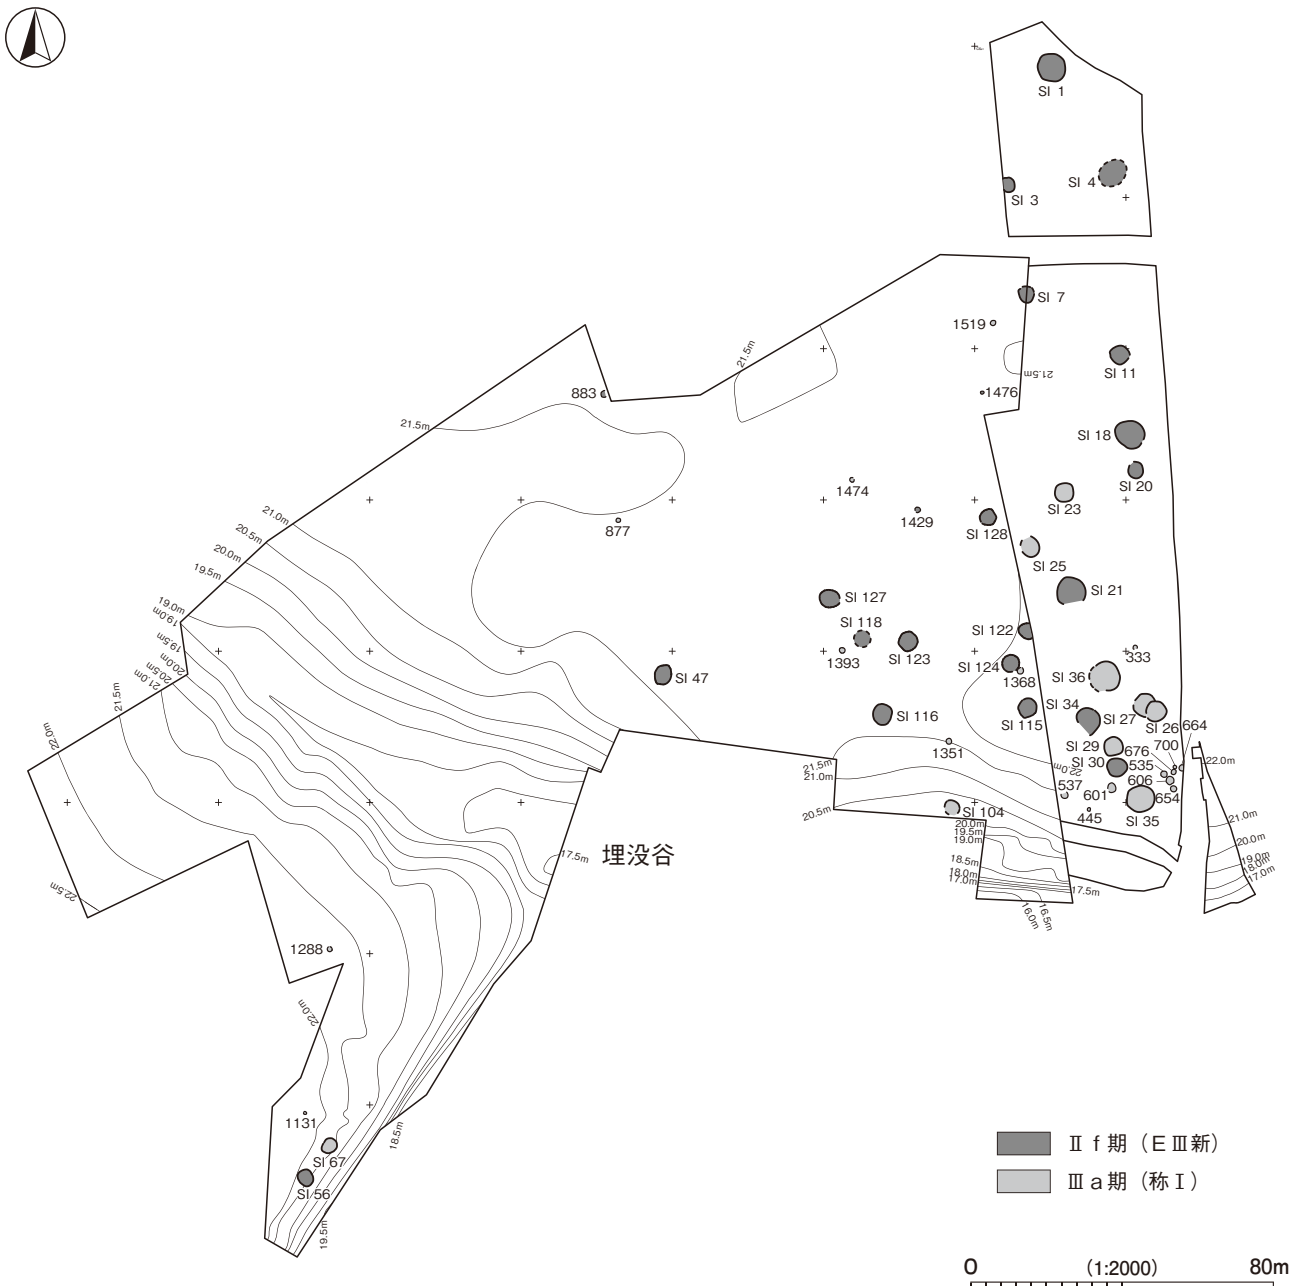 SI 1
SI 4
SI 3
SI 7
1519
21.5m
21.5m
SI 11
883
1476
21.5m
SI 18
SI 20
1474
SI 23
1429
21.0m
877
SI 128
20.5m
SI 25
20.0m
19.5m
SI 21
SI 127
19.0m
19.0m
SI 118
SI 122
19.5m
1393
SI 123
333
20.0m
SI 124
20.5m
1368
SI 36
21.0m
SI 47
21.5m
SI 34
SI 27
SI 116
SI 115
SI 26
664
22.0m
SI 29
676
700
1351
22.0m
SI 30
535
22.0m
21.5m
21.0m
606
537
601
654
20.5m
SI 104
445
SI 35
21.0m
20.0m
19.5m
19.0m
20.0m
17.5m
埋没谷
18.5m
19.0m
18.0m
18.0m
17.0m
17.0m
17.5m
22.5m
16.0m
16.5m
1288
22.0m
1131
18.5m
SI 67
SI 56
19.5m
Ⅱ f 期（E Ⅲ新）
Ⅲ a 期（称 Ⅰ）
0 (1:2000) 80m